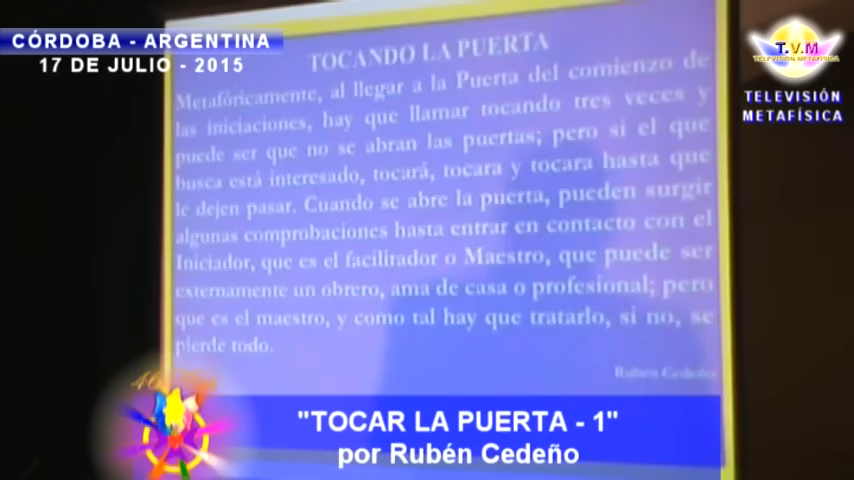 CÓRDOBA - ARGENTINA
17 DE JULIO - 2015
T.V.M
TELEVISIÓN METAFÍSICA
TELEVISIÓN
METAFÍSICA
TOCANDO LA PUERTA
Metafóricamente, al llegar a la Puerta del comienzo de
las iniciaciones, hay que llamar tocando tres veces y
puede ser que no se abran las puertas; pero si el que
busca está interesado, tocará, tocara y tocara hasta que
le dejen pasar. Cuando se abre la puerta, pueden surgir
algunas comprobaciones hasta entrar en contacto con el
Iniciador, que es el facilitador o Maestro, que puede ser
externamente un obrero, ama de casa o profesional; pero
que es el maestro, y como tal hay que tratarlo, si no, se
pierde todo.
Rubén Cedeño
"TOCAR LA PUERTA - 1"
por Rubén Cedeño